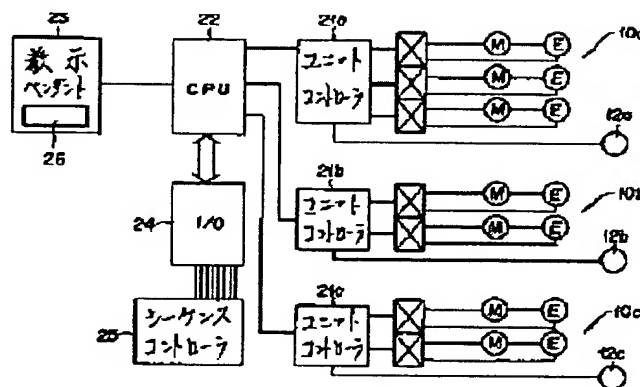 23
教示
ペンダント
26
22
CPU
24
I/O
25
シーケンス
コントローラ
21a
ユニット
コントローラ
M E
M E
M E
12a
21b
ユニット
コントローラ
M E
M E
12b
21c
ユニット
コントローラ
M E
M E
10c
12c